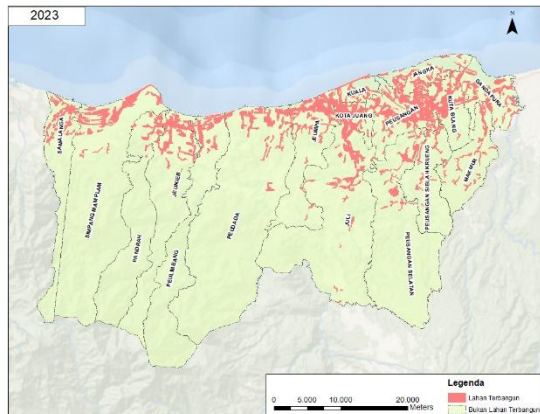 2023
N
JANGKA
GANDAPURA
KUALA
KOTA JUANG
PEUSANGAN
KUTA BLANG
JEUMPA
SAMALANGA
MAKMUR
PEUSANGAN SIBLAH KRUENG
JEUNIEB
SIMPANG MAMPLAM
PANDRAH
PEULIMBANG
PEUDADA
JULI
PEUSANGAN SELATAN
Legenda
Lahan Terbangun
Bukan Lahan Terbangun
0 5.000 10.000 20.000
Meters